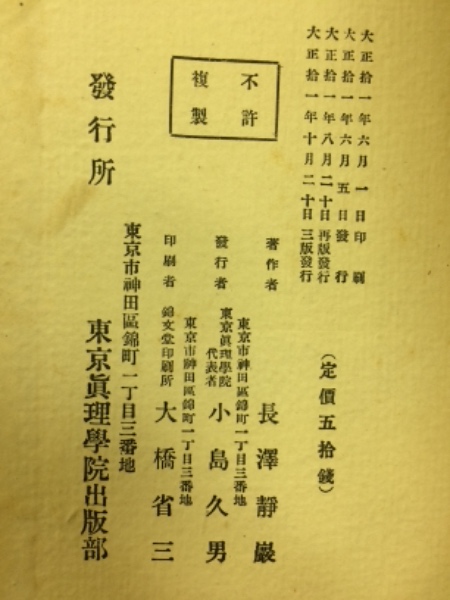 大正拾一年六月一日印刷
大正拾一年六月五日發行
大正拾一年八月二十日再版發行
大正拾一年十月二十日三版發行
（定價五拾錢）
不許
複製
著作者 長澤靜巖
東京市神田區錦町一丁目三番地
東京眞理學院
代表者
發行者 小島久男
東京市神田區錦町一丁目三番地
錦文堂印刷所
印刷者 大橋省三
東京市神田區錦町一丁目三番地
發行所 東京眞理學院出版部